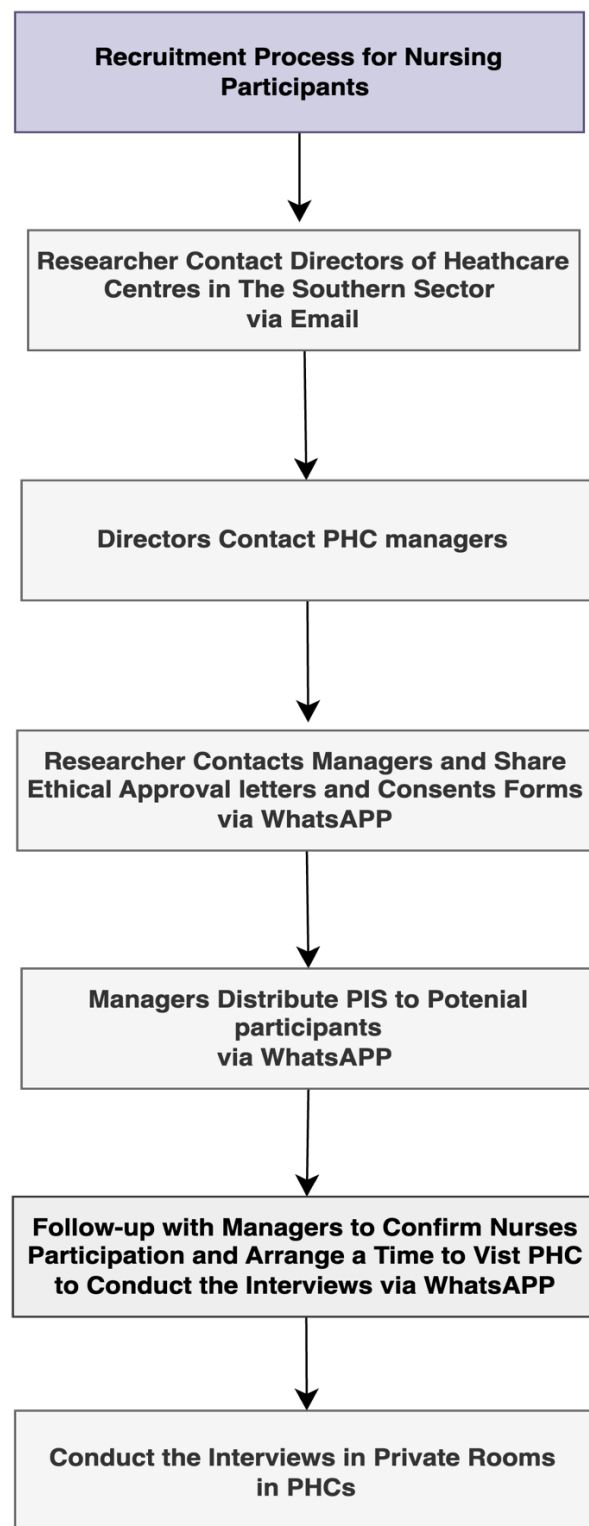 Recruitment Process for Nursing
Participants
Researcher Contact Directors of Heathcare
Centres in The Southern Sector
via Email
Directors Contact PHC managers
Researcher Contacts Managers and Share
Ethical Approval letters and Consents Forms
via WhatsAPP
Managers Distribute PIS to Potenial
participants
via WhatsAPP
Follow-up with Managers to Confirm Nurses
Participation and Arrange a Time to Vist PHC
to Conduct the Interviews via WhatsAPP
Conduct the Interviews in Private Rooms
in PHCs